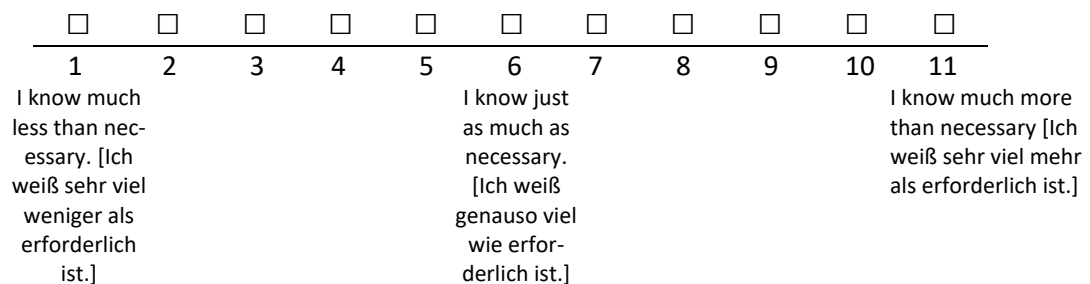 ☐ ☐ ☐ ☐ ☐ ☐ ☐ ☐ ☐ ☐ ☐
1 2 3 4 5 6 7 8 9 10 11
I know much
less than nec-
essary. [Ich
weiß sehr viel
weniger als
erforderlich
ist.]
I know just
as much as
necessary.
[Ich weiß
genauso viel
wie erfor-
derlich ist.]
I know much more
than necessary [Ich
weiß sehr viel mehr
als erforderlich ist.]